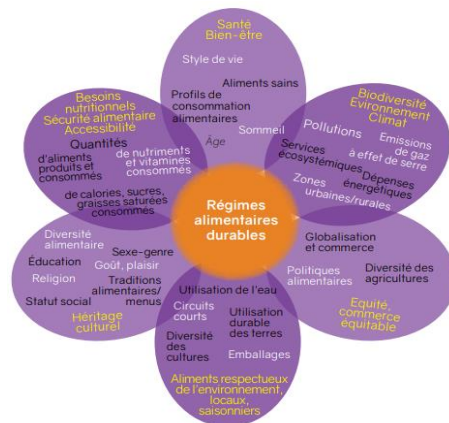 Santé
Bien-être
Style de vie
Aliments sains
Profils de
consommation
alimentaires
Sommeil
Âge
Biodiversité
Evironnement
Climat
Pollutions
Emissions
de gaz
à effet de serre
Services
écosystémiques
Dépenses
énergétiques
Zones
urbaines/rurales
Globalisation
et commerce
Politiques
alimentaires
Diversité des
agricultures
Equité,
commerce
équitable
Utilisation de l'eau
Circuits
courts
Utilisation
durable
des terres
Diversité
des
cultures
Emballages
Aliments respectueux
de l'environnement,
locaux,
saisonniers
Diversité
alimentaire
Sexe-genre
Éducation
Goût, plaisir
Religion
Traditions
alimentaires/
menus
Statut social
Héritage
culturel
Besoins
nutritionnels
Sécurité alimentaire
Accessibilité
Quantités
d'aliments
produits et
consommés
de nutriments
et vitamines
consommés
de calories, sucres,
graisses saturées
consommés
Régimes
alimentaires
durables